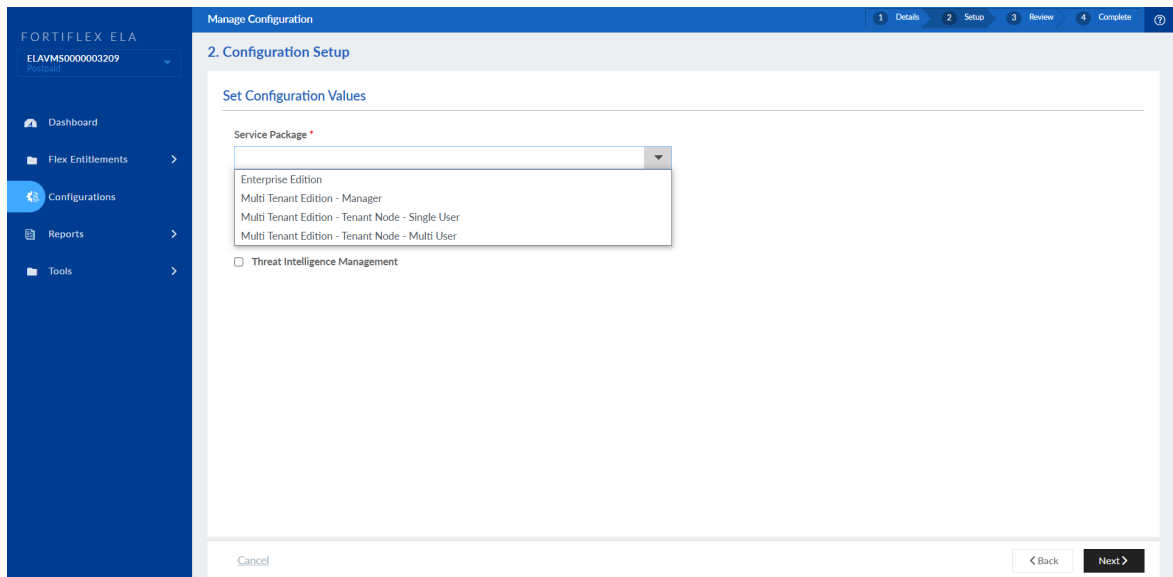 FORTIFLEX ELA
ELAVMS0000003209
Postpaid
Dashboard
Flex Entitlements
Configurations
Reports
Tools
Manage Configuration
1 Details
2 Setup
3 Review
4 Complete
?
2. Configuration Setup
Set Configuration Values
Service Package *
Enterprise Edition
Multi Tenant Edition - Manager
Multi Tenant Edition - Tenant Node - Single User
Multi Tenant Edition - Tenant Node - Multi User
Threat Intelligence Management
Cancel
Back
Next